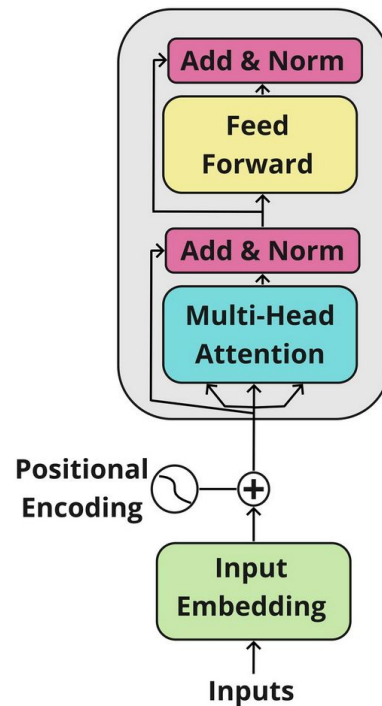 Add & Norm
Feed
Forward
Add & Norm
Multi-Head
Attention
Positional
Encoding
Input
Embedding
Inputs